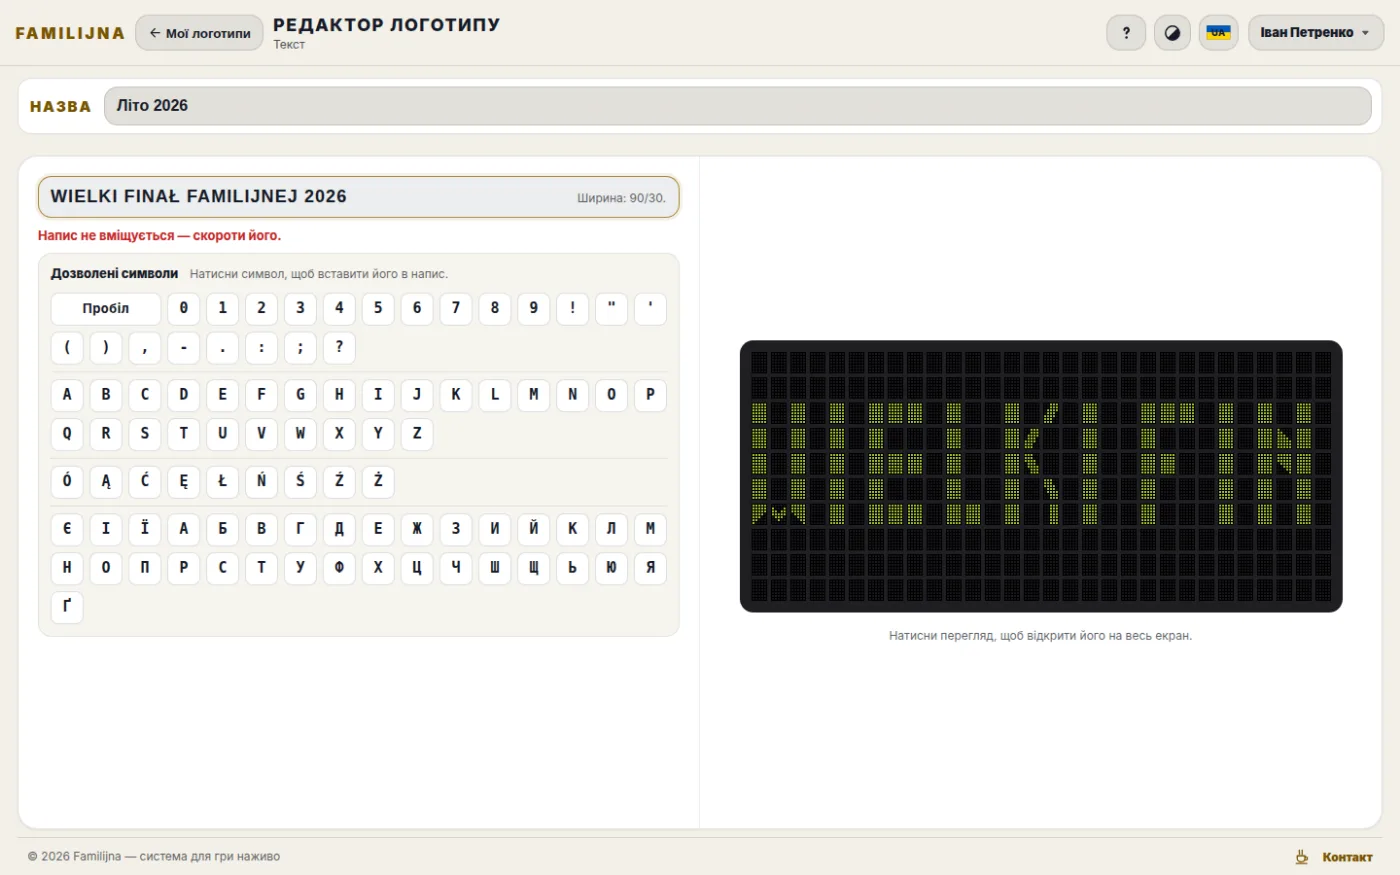 FAMILIJNA
← Мої логотипи
РЕДАКТОР ЛОГОТИПУ
Текст
?
UA
Іван Петренко
НАЗВА
Літо 2026
WIELKI FINAŁ FAMILIJNEJ 2026
Ширина: 90/30.
Напис не вміщується — скороти його.
Дозволені символи Натисни символ, щоб вставити його в напис.
Пробіл 0 1 2 3 4 5 6 7 8 9 ! " '
( ) , - . : ; ?
A B C D E F G H I J K L M N O P
Q R S T U V W X Y Z
Ó Ą Ć Ę Ł Ń Ś Ź Ż
Є І Ї А Б В Г Д Е Ж З И Й К Л М
Н О П Р С Т У Ф Х Ц Ч Ш Щ Ь Ю Я
Ґ
WIELKI FIN
Натисни перегляд, щоб відкрити його на весь екран.
© 2026 Familijna — система для гри наживо
Контакт